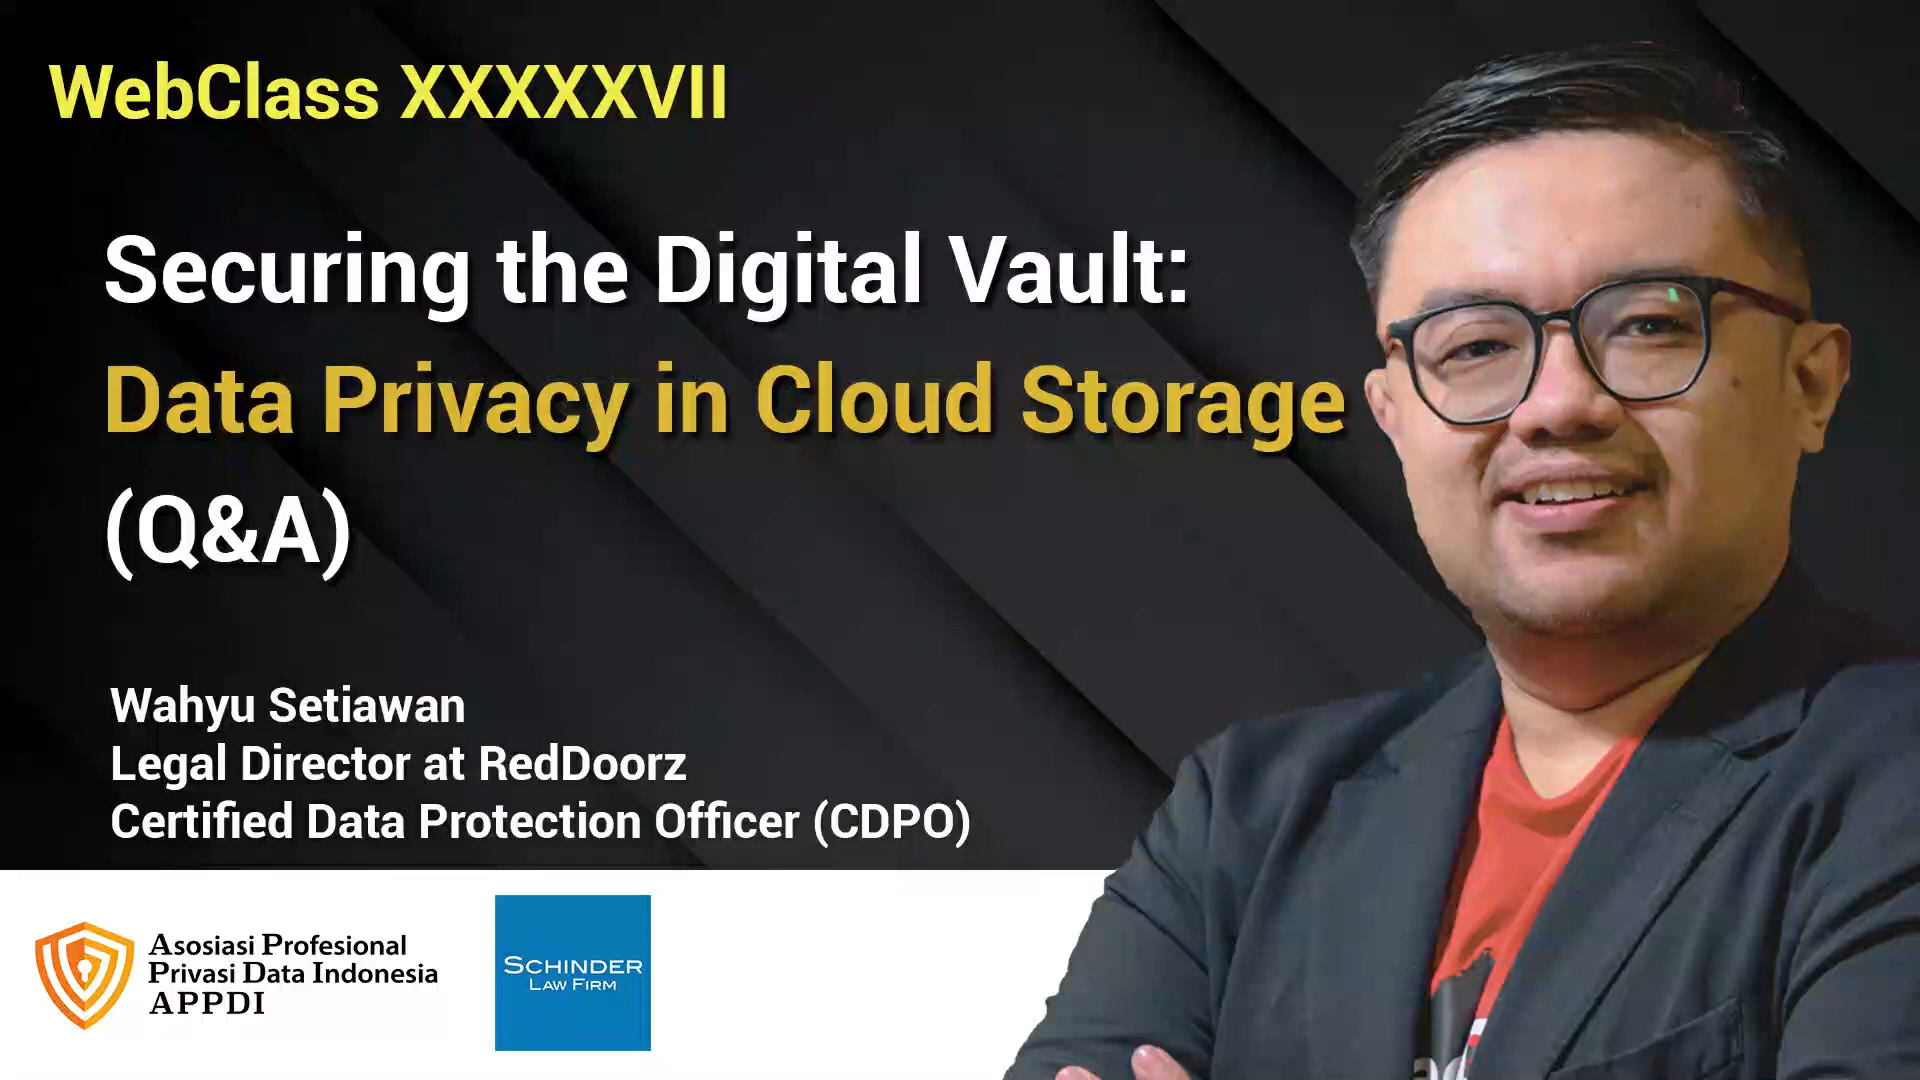 WebClass XXXXXVII
Securing the Digital Vault:
Data Privacy in Cloud Storage
(Q&A)
Wahyu Setiawan
Legal Director at RedDoorz
Certified Data Protection Officer (CDPO)
Asosiasi Profesional
Privasi Data Indonesia
APPDI
SCHINDER
LAW FIRM